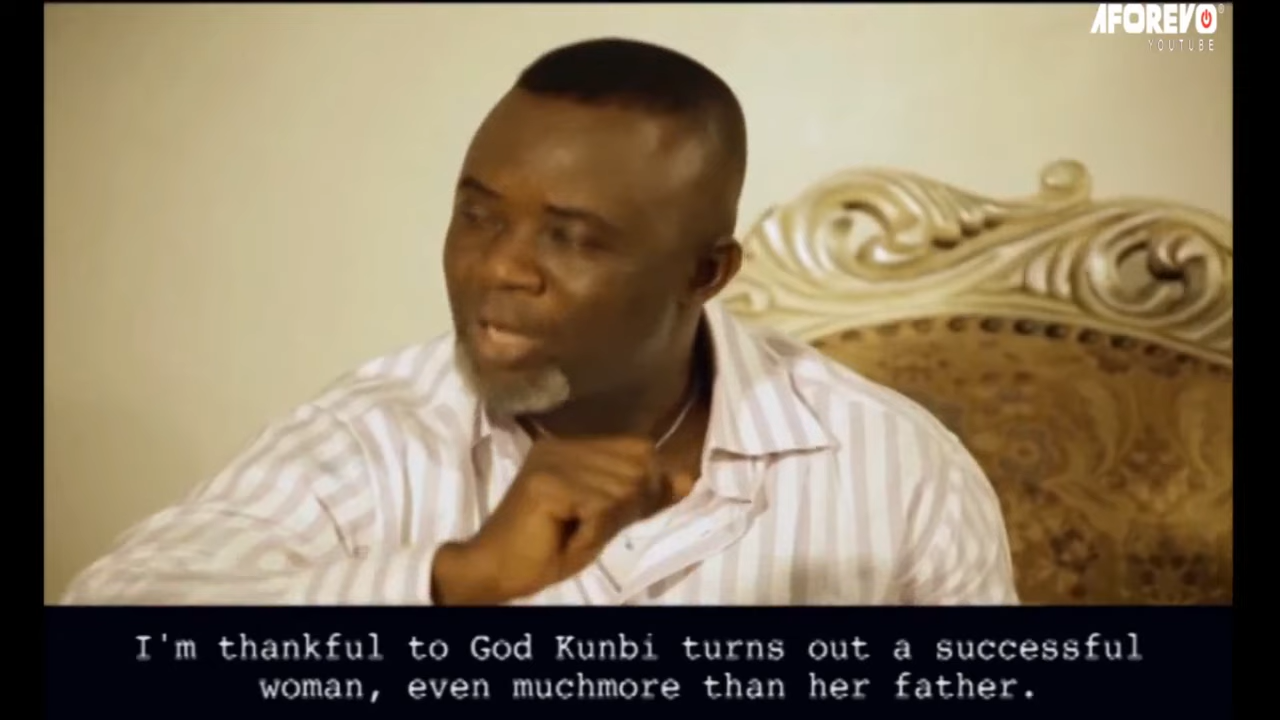 AFOREVO
YOUTUBE
I'm thankful to God Kunbi turns out a successful
woman, even muchmore than her father.